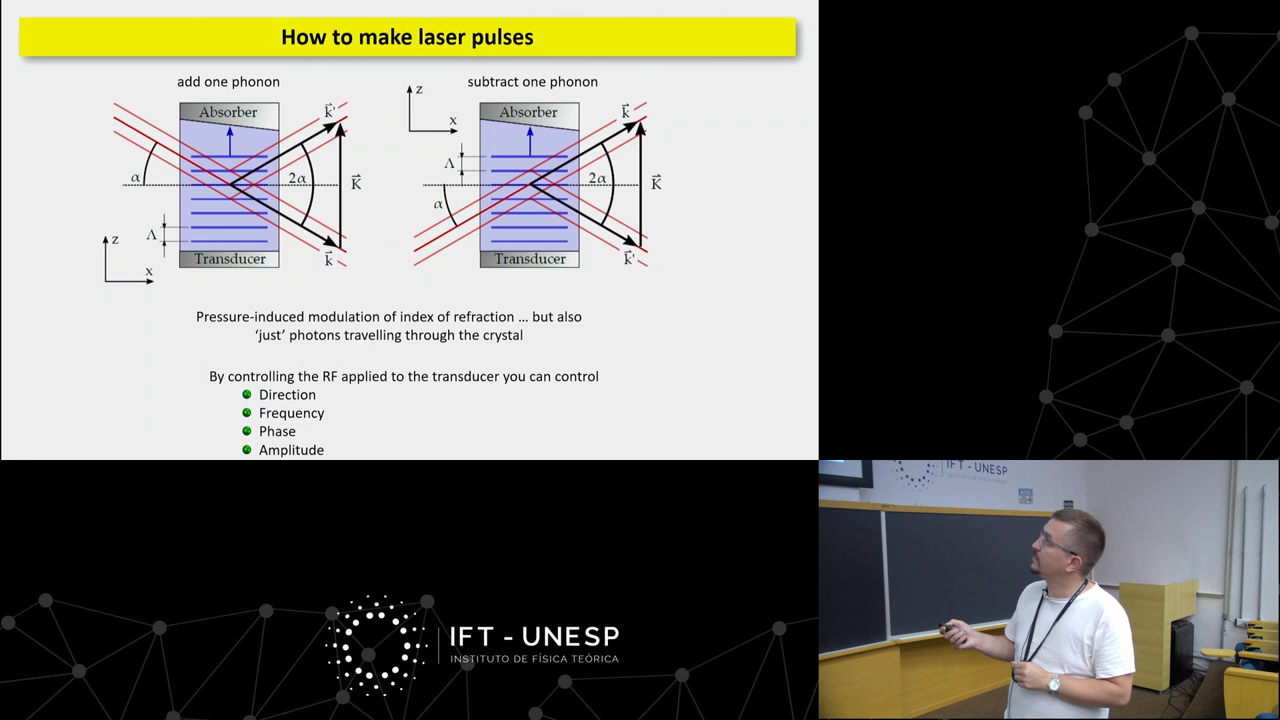 How to make laser pulses
add one phonon
subtract one phonon
Absorber
k⃗'
α
2α
K⃗
Λ
z
x
Transducer
k⃗
z
x
Absorber
k⃗
Λ
α
2α
K⃗
Transducer
k⃗'
Pressure-induced modulation of index of refraction … but also
‘just’ photons travelling through the crystal
By controlling the RF applied to the transducer you can control
Direction
Frequency
Phase
Amplitude
IFT - UNESP
INSTITUTO DE FÍSICA TEÓRICA
IFT - UNESP